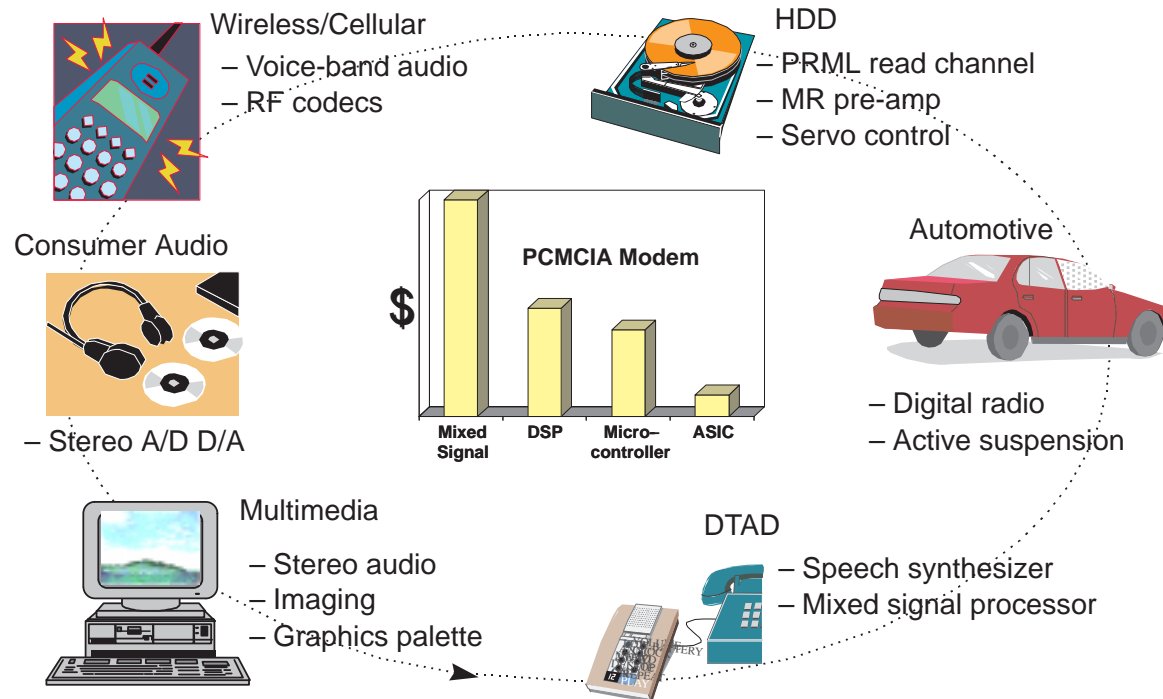 Wireless/Cellular
– Voice-band audio
– RF codecs
HDD
– PRML read channel
– MR pre-amp
– Servo control
Consumer Audio
– Stereo A/D D/A
PCMCIA Modem
$
Mixed
Signal
DSP
Micro–
controller
ASIC
Automotive
– Digital radio
– Active suspension
Multimedia
– Stereo audio
– Imaging
– Graphics palette
DTAD
– Speech synthesizer
– Mixed signal processor
PLAY
12